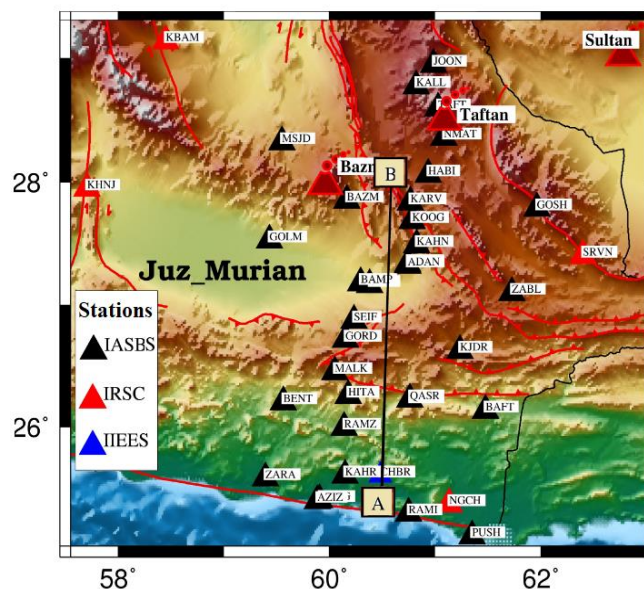 KBAM
Sultan
JOON
KALL
Taftan
NMAT
MSJD
HABI
B
KHNJ
BAZM
KARV
GOSH
KOOG
GOLM
KAHN
SRVN
ADAN
Juz_Murian
BAMP
ZABL
Stations
SEIF
IASBS
GORD
KJDR
MALK
IRSC
HITA
QASR
BENT
BAFT
RAMZ
IIEES
ZARA
KAHR
CHBR
AZIZ
A
NGCH
RAMI
PUSH
28°
26°
58°
60°
62°